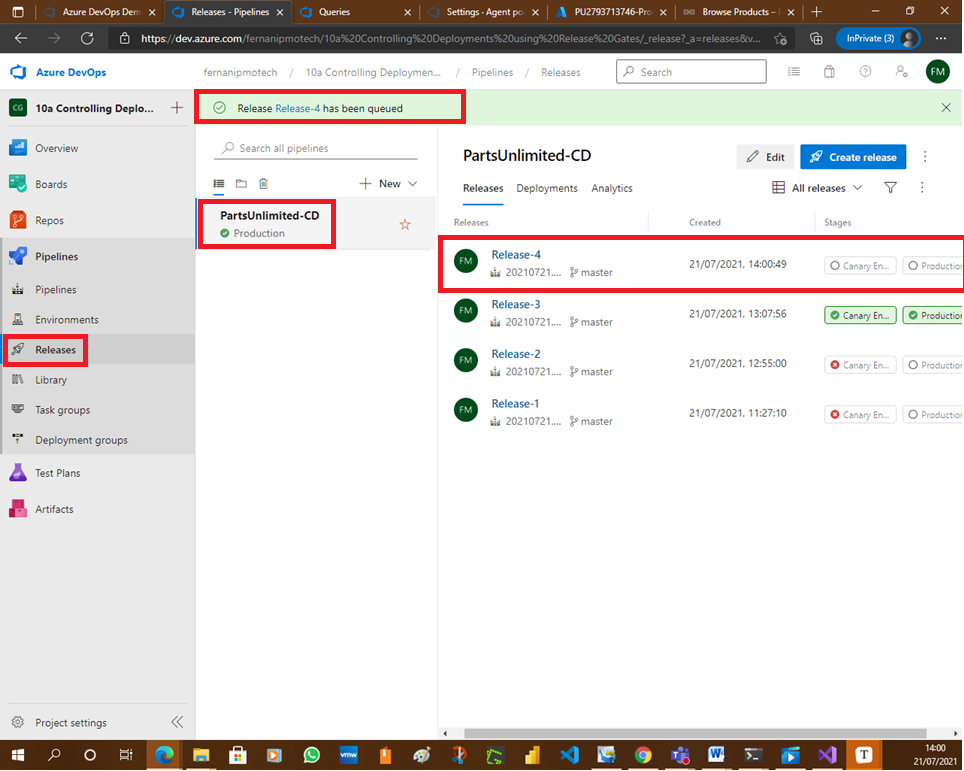 Azure DevOps Dem
Releases - Pipelines
Queries
Settings · Agent po
PU2793713746-Pro
Browse Products –
https://dev.azure.com/fernanipmotech/10a%20Controlling%20Deployments%20using%20Release%20Gates/_release?_a=releases&v...
InPrivate (3)
Azure DevOps
fernanipmotech / 10a Controlling Deploymen... / Pipelines / Releases
Search
FM
CG
10a Controlling Deplo...
Release Release-4 has been queued
Overview
Boards
Repos
Pipelines
Pipelines
Environments
Releases
Library
Task groups
Deployment groups
Test Plans
Artifacts
Project settings
Search all pipelines
New
PartsUnlimited-CD
Production
PartsUnlimited-CD
Edit
Create release
Releases Deployments Analytics
All releases
Releases Created Stages
FM Release-4 21/07/2021, 14:00:49 Canary En... Production
20210721.... master
FM Release-3 21/07/2021, 13:07:56 Canary En... Production
20210721.... master
FM Release-2 21/07/2021, 12:55:00 Canary En... Production
20210721.... master
FM Release-1 21/07/2021, 11:27:10 Canary En... Production
20210721.... master
vmw
T
14:00
21/07/2021